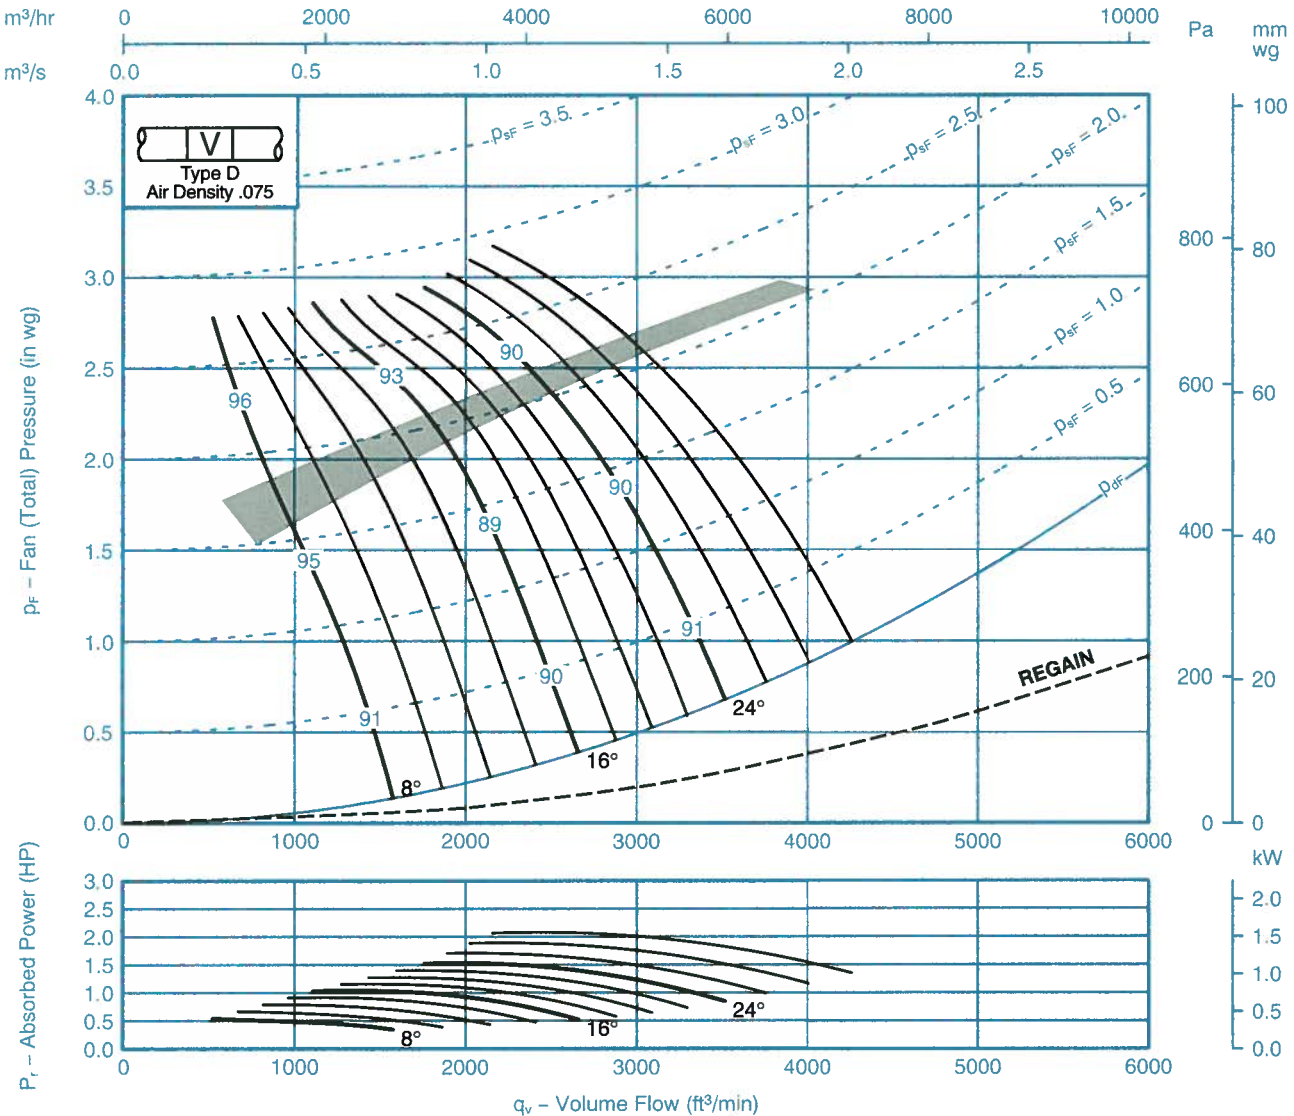 m³/hr 0 2000 4000 6000 8000 10000 Pa mm wg
m³/s 0.0 0.5 1.0 1.5 2.0 2.5
4.0 100
V
Type D
Air Density .075
psF = 3.5
psF = 3.0
psF = 2.5
psF = 2.0
psF = 1.5
psF = 1.0
psF = 0.5
pdF
3.5
3.0 800 80
2.5 600 60
2.0
1.5 400 40
1.0
0.5 200 20
0.0 0 0
96
93
90
90
89
95
91
90
91
24°
16°
8°
REGAIN
pF – Fan (Total) Pressure (in wg)
0 1000 2000 3000 4000 5000 6000
kW
3.0
2.5 2.0
2.0 1.5
1.5 1.0
1.0 0.5
0.5
0.0 0.0
24°
16°
8°
Pr – Absorbed Power (HP)
0 1000 2000 3000 4000 5000 6000
qv – Volume Flow (ft³/min)